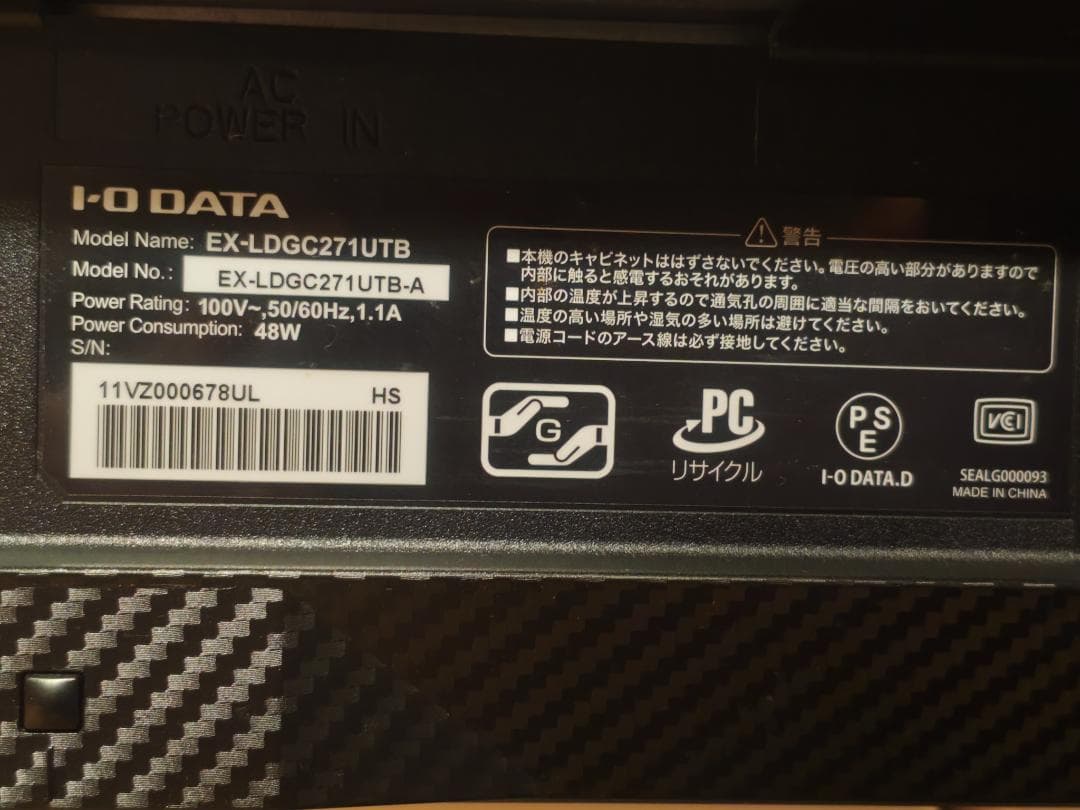 AC
POWER IN
I-O DATA
Model Name: EX-LDGC271UTB
Model No.: EX-LDGC271UTB-A
Power Rating: 100V~,50/60Hz,1.1A
Power Consumption: 48W
S/N:
11VZ000678UL HS
警告
■本機のキャビネットははずさないでください。電圧の高い部分がありますので
内部に触ると感電するおそれがあります。
■内部の温度が上昇するので通気孔の周囲に適当な間隔をおいてください。
■温度の高い場所や湿気の多い場所は避けてください。
■電源コードのアース線は必ず接地してください。
G
PC
リサイクル
PS
E
I-O DATA.D
VCI
SEALG000093
MADE IN CHINA